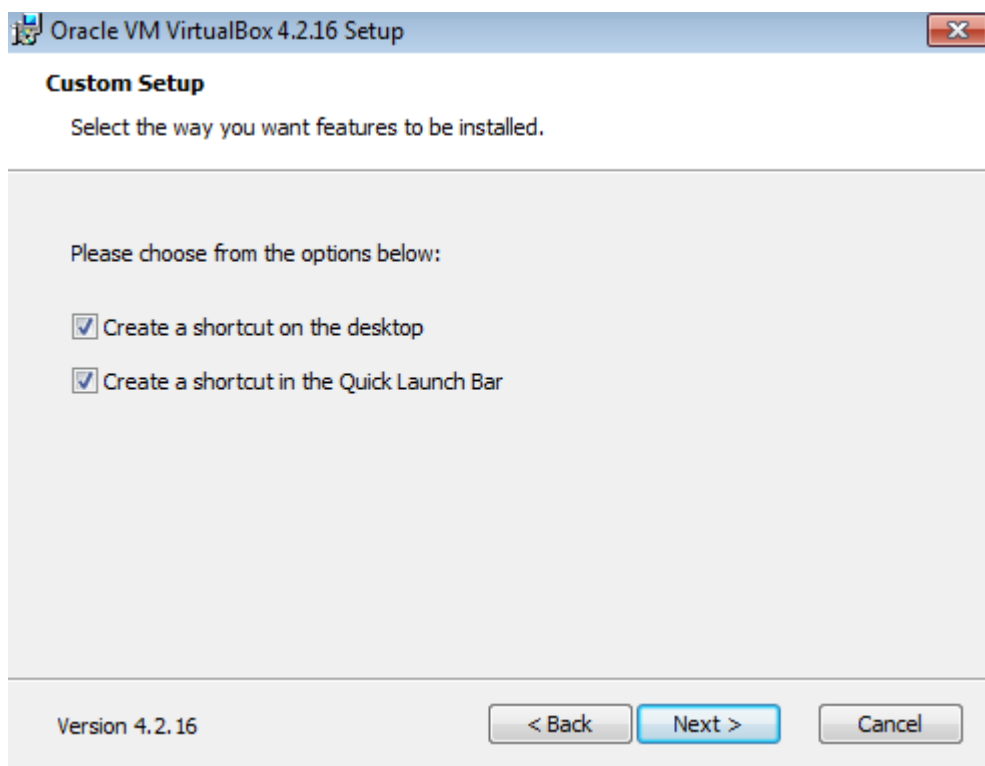 Oracle VM VirtualBox 4.2.16 Setup
Custom Setup
Select the way you want features to be installed.
Please choose from the options below:
Create a shortcut on the desktop
Create a shortcut in the Quick Launch Bar
Version 4.2.16
< Back
Next >
Cancel